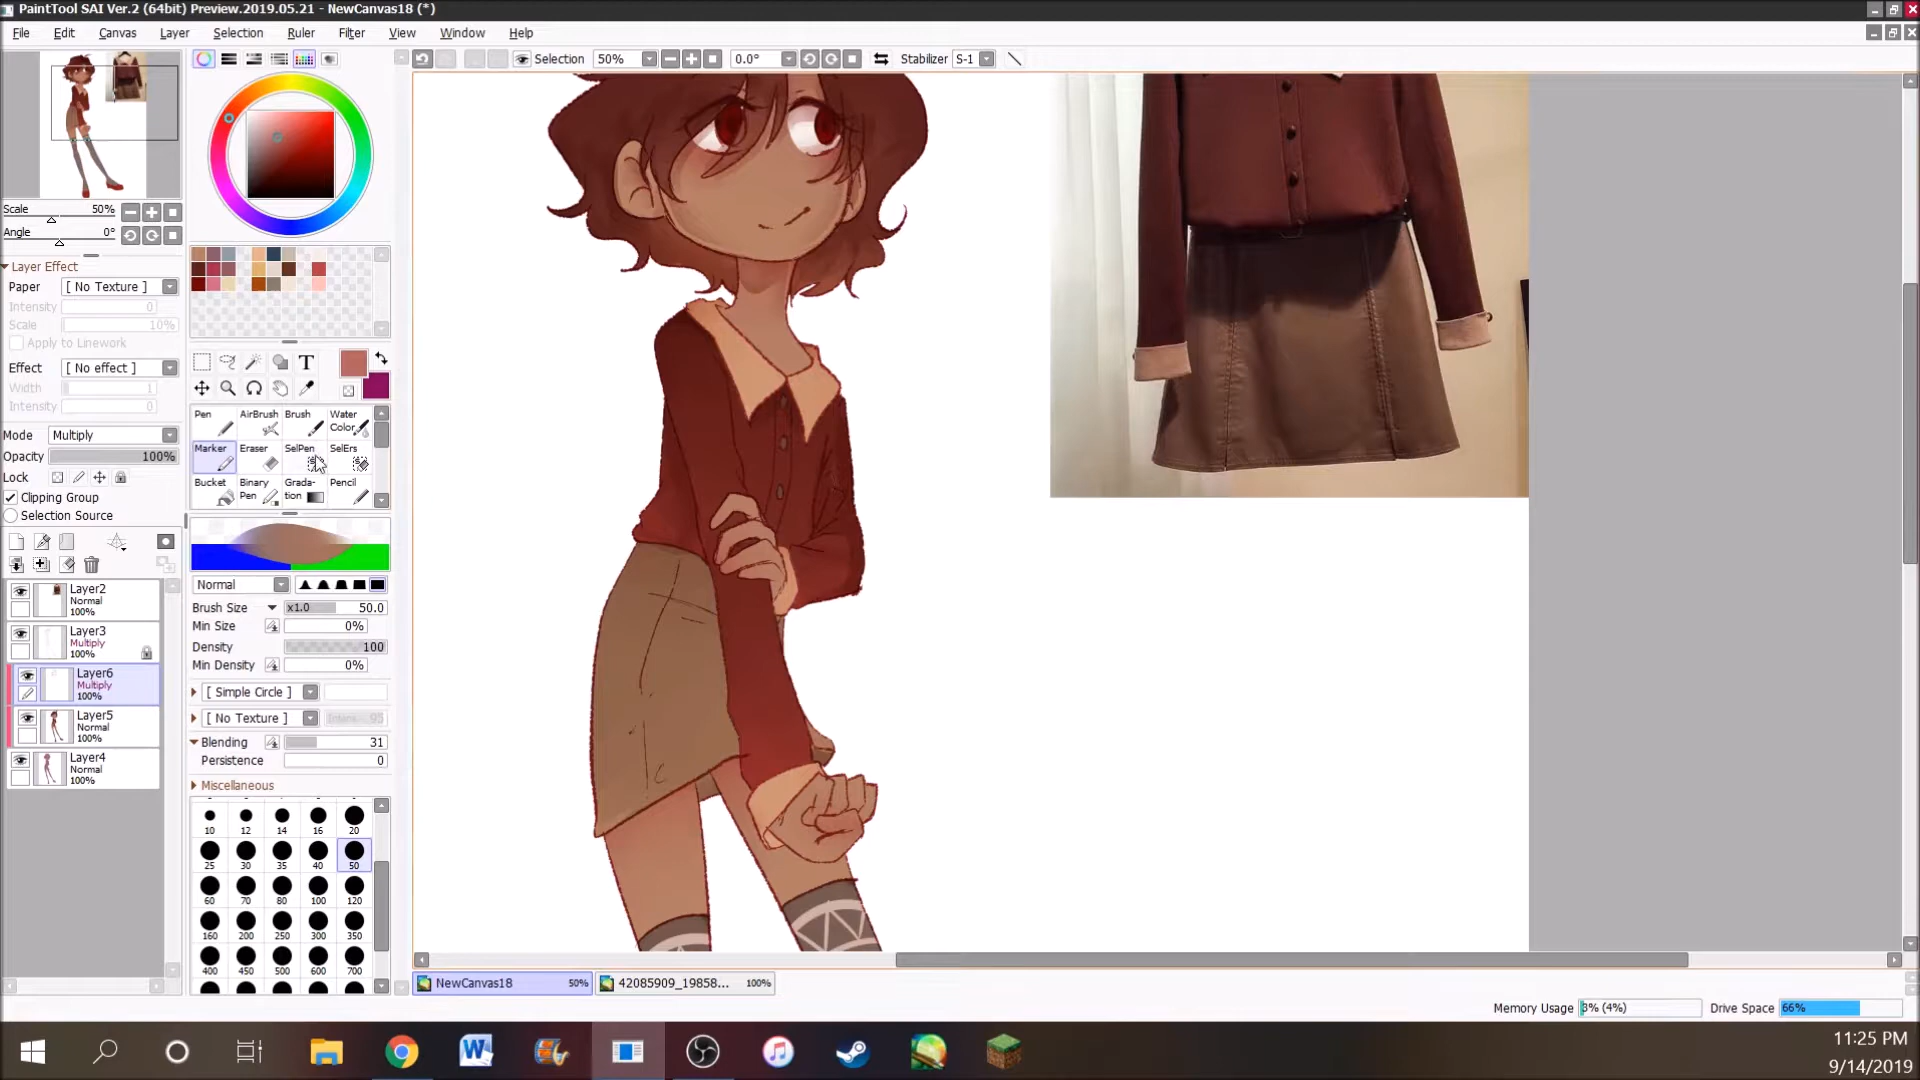 PaintTool SAI Ver.2 (64bit) Preview.2019.05.21 - NewCanvas18 (*)
File Edit Canvas Layer Selection Ruler Filter View Window Help
Selection 50% 0.0° Stabilizer S-1
Scale 50%
Angle 0°
Layer Effect
Paper [ No Texture ]
Intensity 0
Scale 10%
Apply to Linework
Effect [ No effect ]
Width 1
Intensity 0
Mode Multiply
Opacity 100%
Lock
Clipping Group
Selection Source
Layer2
Normal
100%
Layer3
Multiply
100%
Layer6
Multiply
100%
Layer5
Normal
100%
Layer4
Normal
100%
T
Pen AirBrush Brush Water Color
Marker Eraser SelPen SelErs
Bucket Binary Pen Grada-tion Pencil
Normal
Brush Size x1.0 50.0
Min Size 0%
Density 100
Min Density 0%
[ Simple Circle ]
[ No Texture ] 95
Blending 31
Persistence 0
Miscellaneous
10 12 14 16 20
25 30 35 40 50
60 70 80 100 120
160 200 250 300 350
400 450 500 600 700
NewCanvas18 50% 42085909_19858... 100%
Memory Usage 3% (4%) Drive Space 66%
11:25 PM
9/14/2019